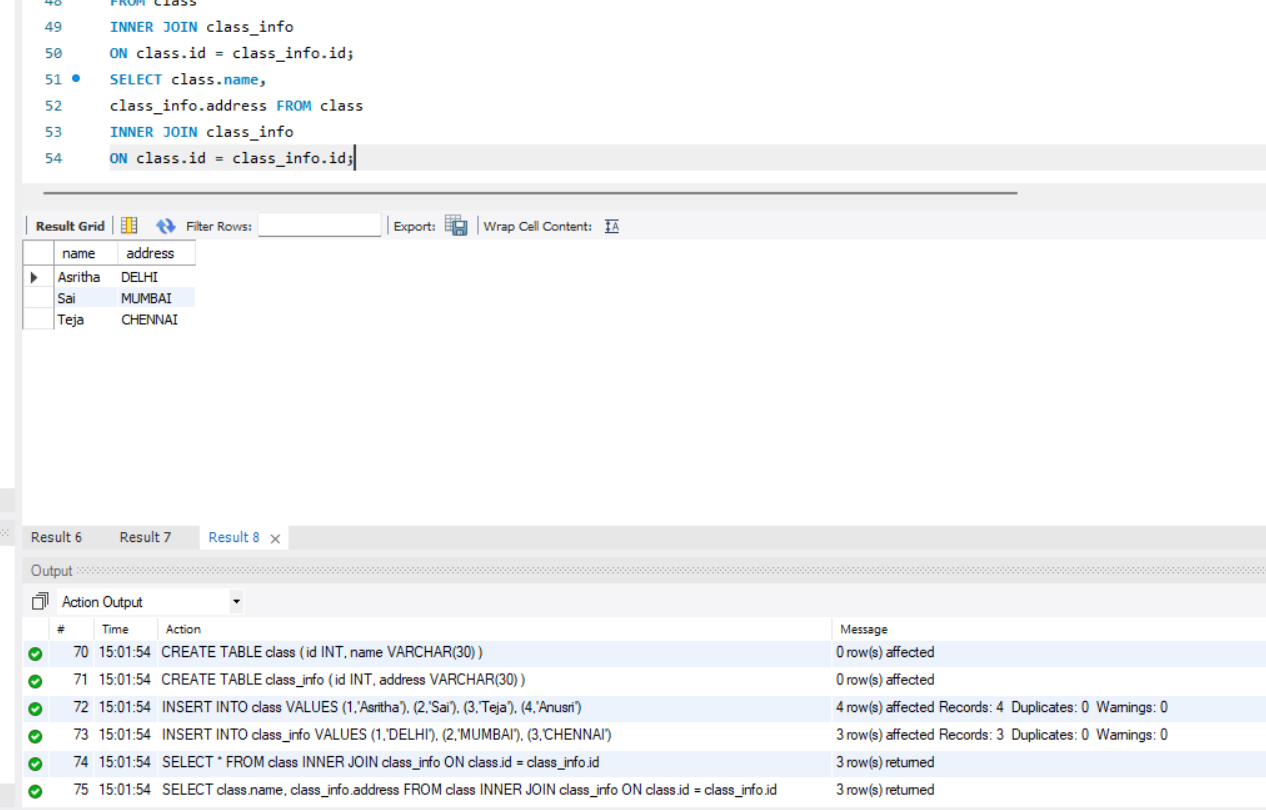 48 FROM class
49 INNER JOIN class_info
50 ON class.id = class_info.id;
51 SELECT class.name,
52 class_info.address FROM class
53 INNER JOIN class_info
54 ON class.id = class_info.id;
Result Grid Filter Rows: Export: Wrap Cell Content: IA
name address
Asritha DELHI
Sai MUMBAI
Teja CHENNAI
Result 6 Result 7 Result 8 ×
Output
Action Output
# Time Action Message
70 15:01:54 CREATE TABLE class ( id INT, name VARCHAR(30) ) 0 row(s) affected
71 15:01:54 CREATE TABLE class_info ( id INT, address VARCHAR(30) ) 0 row(s) affected
72 15:01:54 INSERT INTO class VALUES (1,'Asritha'), (2,'Sai'), (3,'Teja'), (4,'Anusri') 4 row(s) affected Records: 4 Duplicates: 0 Warnings: 0
73 15:01:54 INSERT INTO class_info VALUES (1,'DELHI'), (2,'MUMBAI'), (3,'CHENNAI') 3 row(s) affected Records: 3 Duplicates: 0 Warnings: 0
74 15:01:54 SELECT * FROM class INNER JOIN class_info ON class.id = class_info.id 3 row(s) returned
75 15:01:54 SELECT class.name, class_info.address FROM class INNER JOIN class_info ON class.id = class_info.id 3 row(s) returned